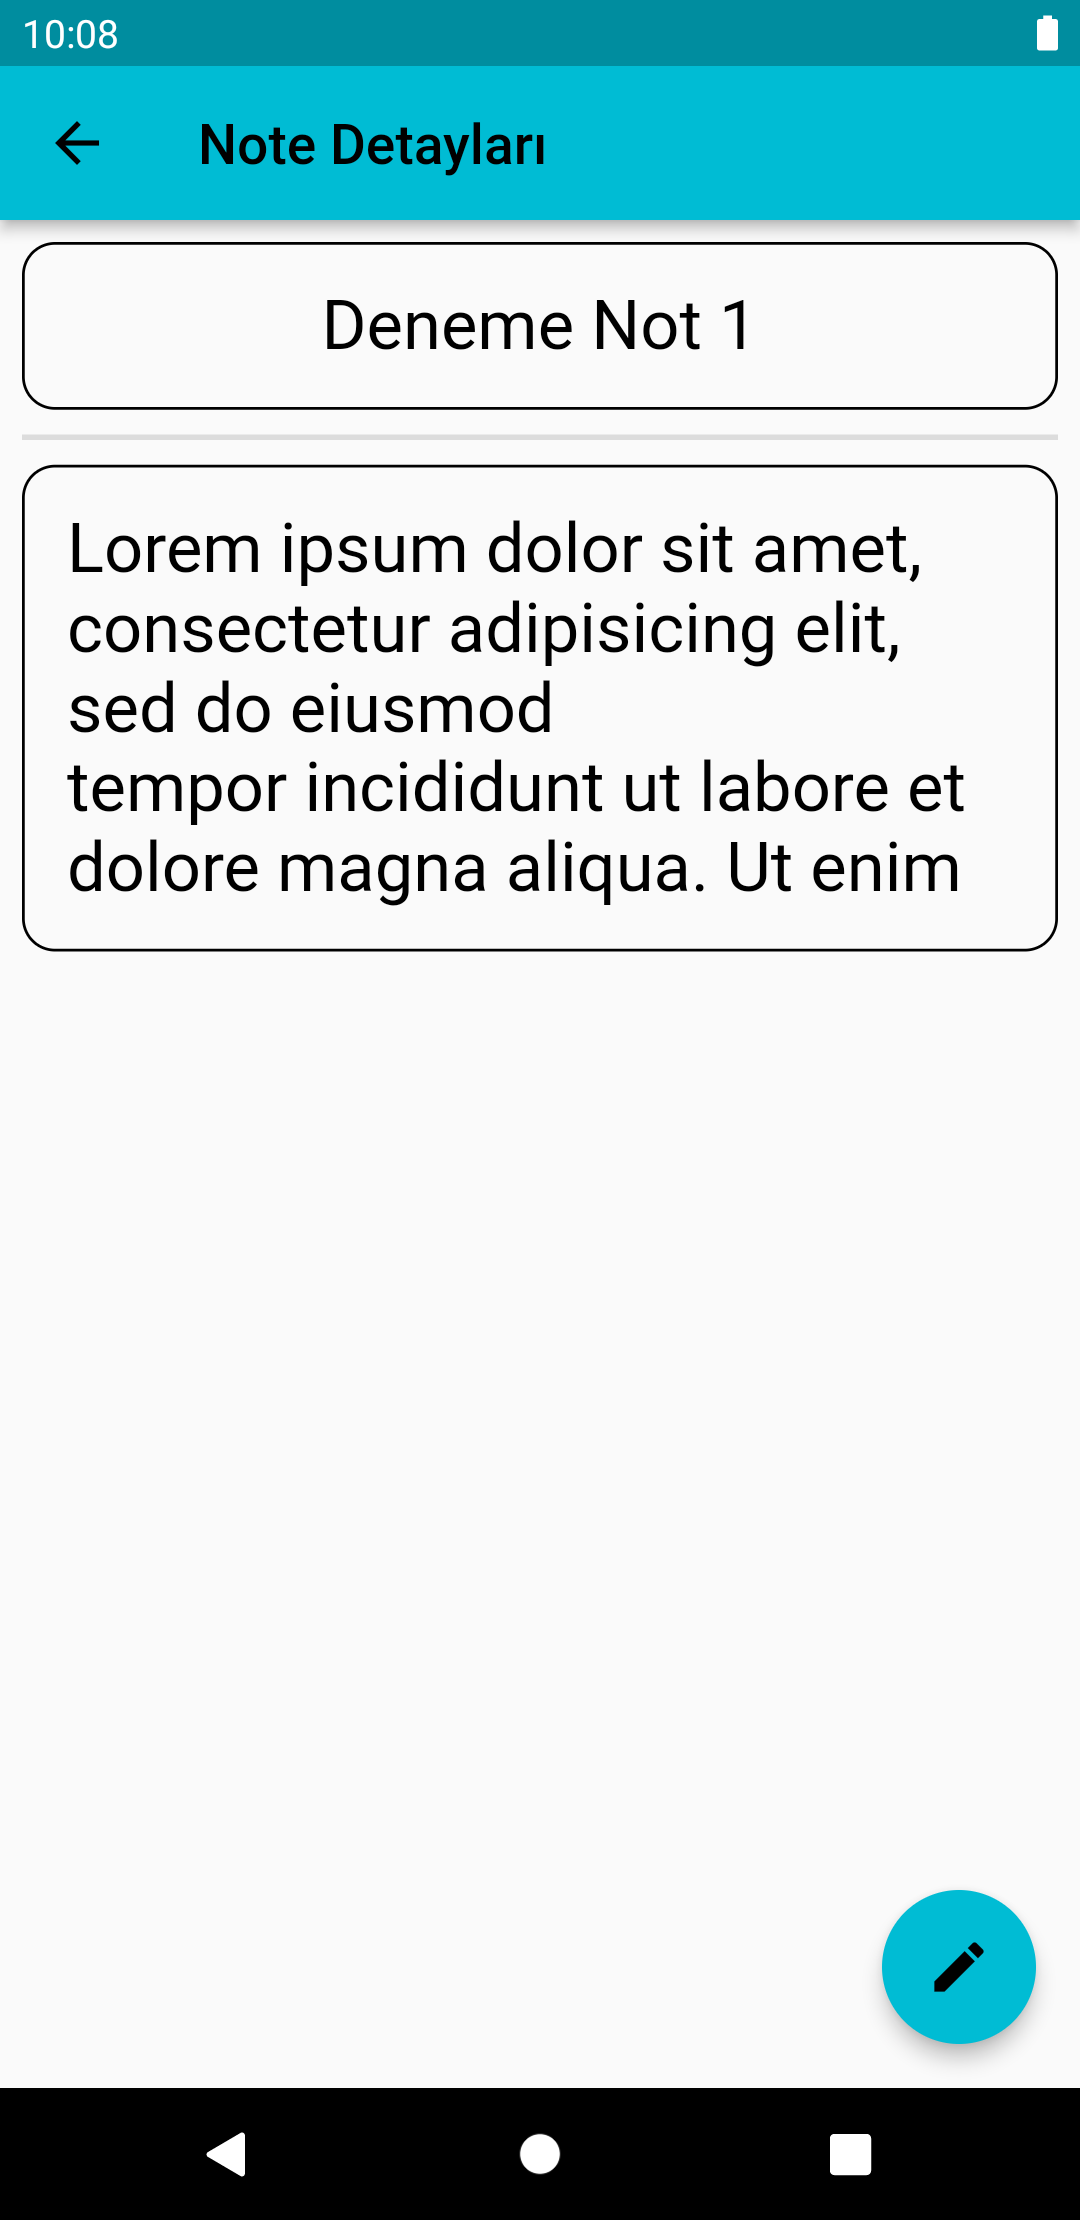 10:08
Note Detayları
Deneme Not 1
Lorem ipsum dolor sit amet,
consectetur adipisicing elit,
sed do eiusmod
tempor incididunt ut labore et
dolore magna aliqua. Ut enim